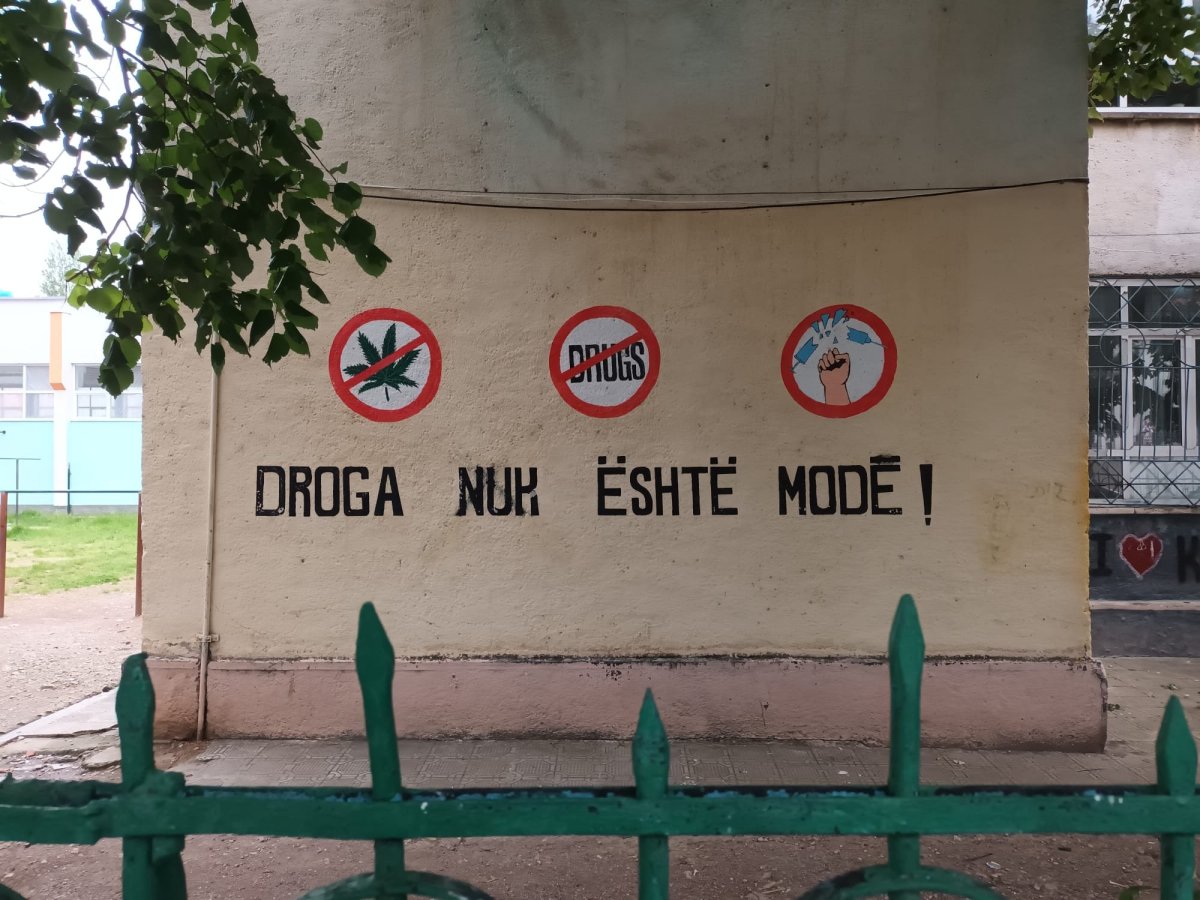 DRUGS
DROGA NUK ËSHTË MODË !
I ❤ K